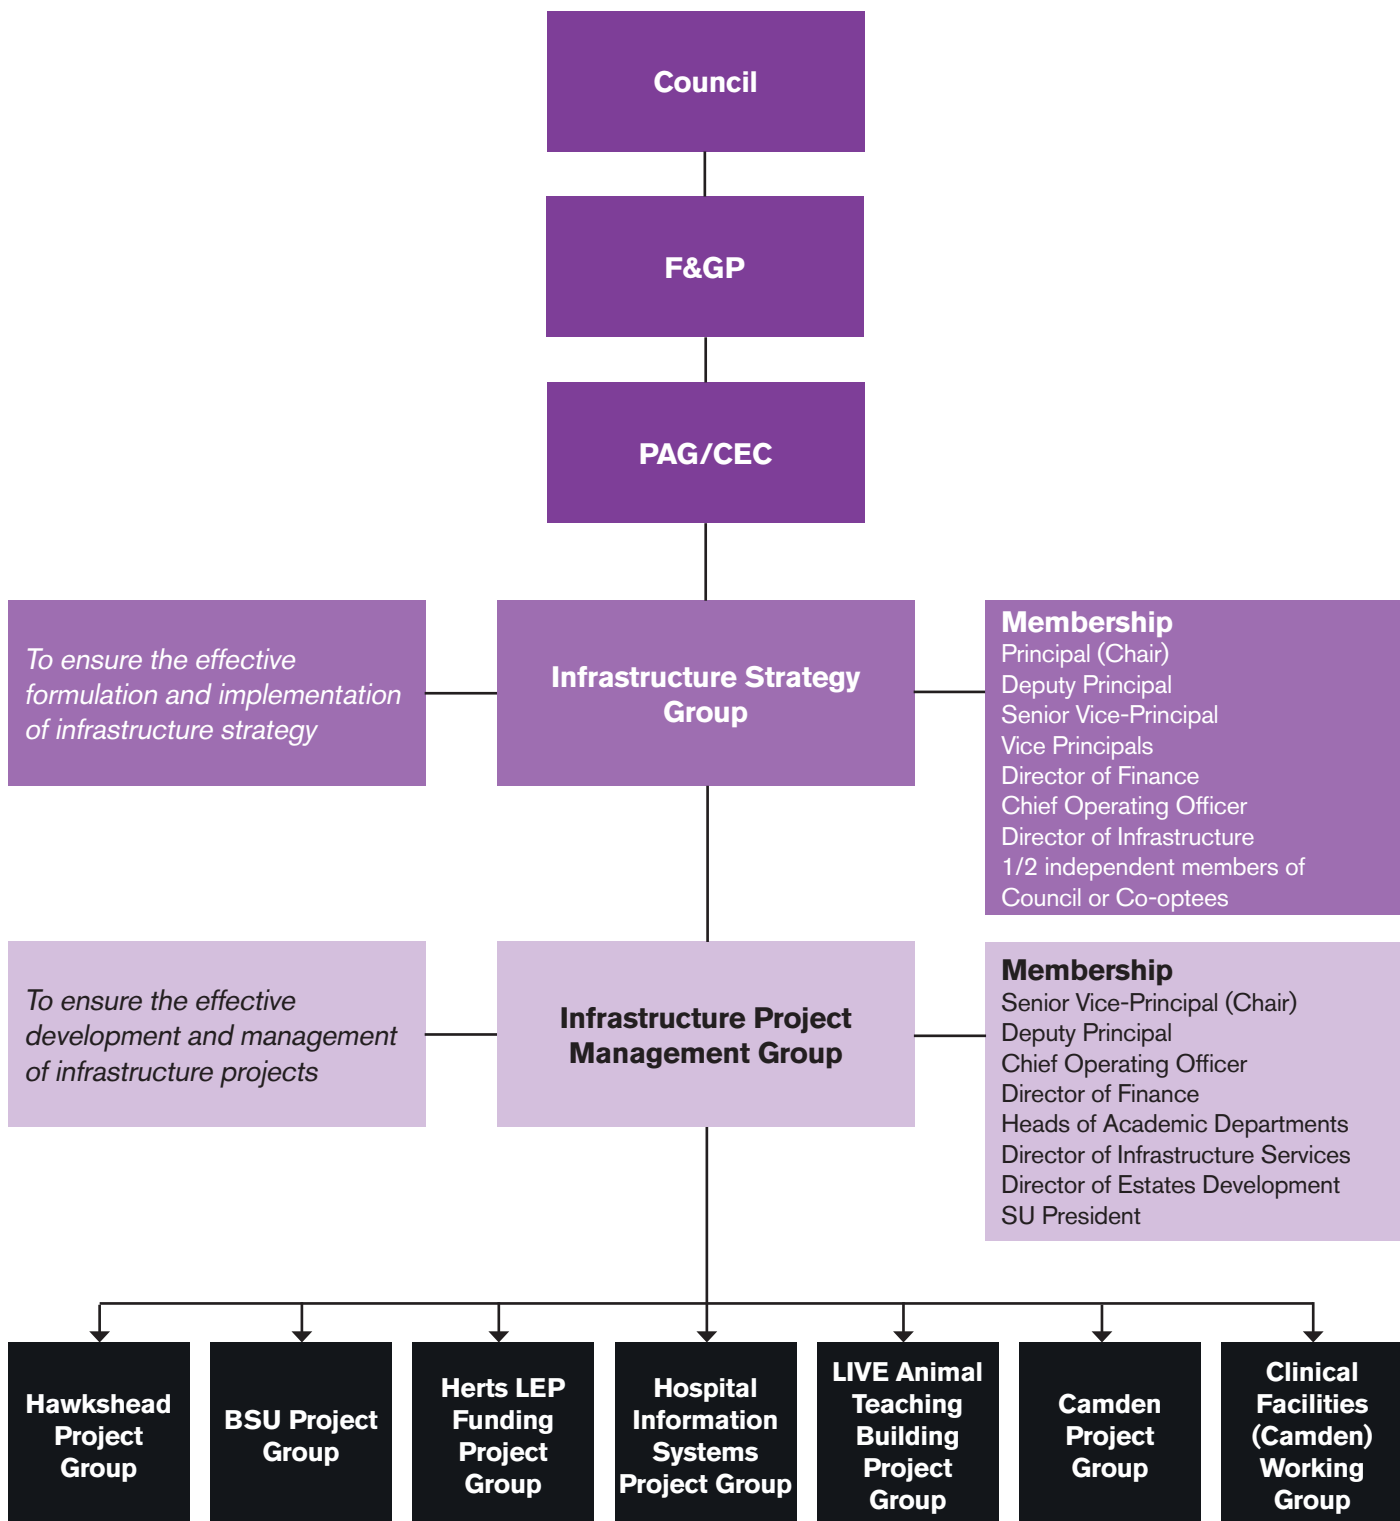 Council
F&GP
PAG/CEC
To ensure the effective
formulation and implementation
of infrastructure strategy
Infrastructure Strategy
Group
Membership
Principal (Chair)
Deputy Principal
Senior Vice-Principal
Vice Principals
Director of Finance
Chief Operating Officer
Director of Infrastructure
1/2 independent members of
Council or Co-optees
To ensure the effective
development and management
of infrastructure projects
Infrastructure Project
Management Group
Membership
Senior Vice-Principal (Chair)
Deputy Principal
Chief Operating Officer
Director of Finance
Heads of Academic Departments
Director of Infrastructure Services
Director of Estates Development
SU President
Hawkshead
Project
Group
BSU Project
Group
Herts LEP
Funding
Project
Group
Hospital
Information
Systems
Project Group
LIVE Animal
Teaching
Building
Project
Group
Camden
Project
Group
Clinical
Facilities
(Camden)
Working
Group